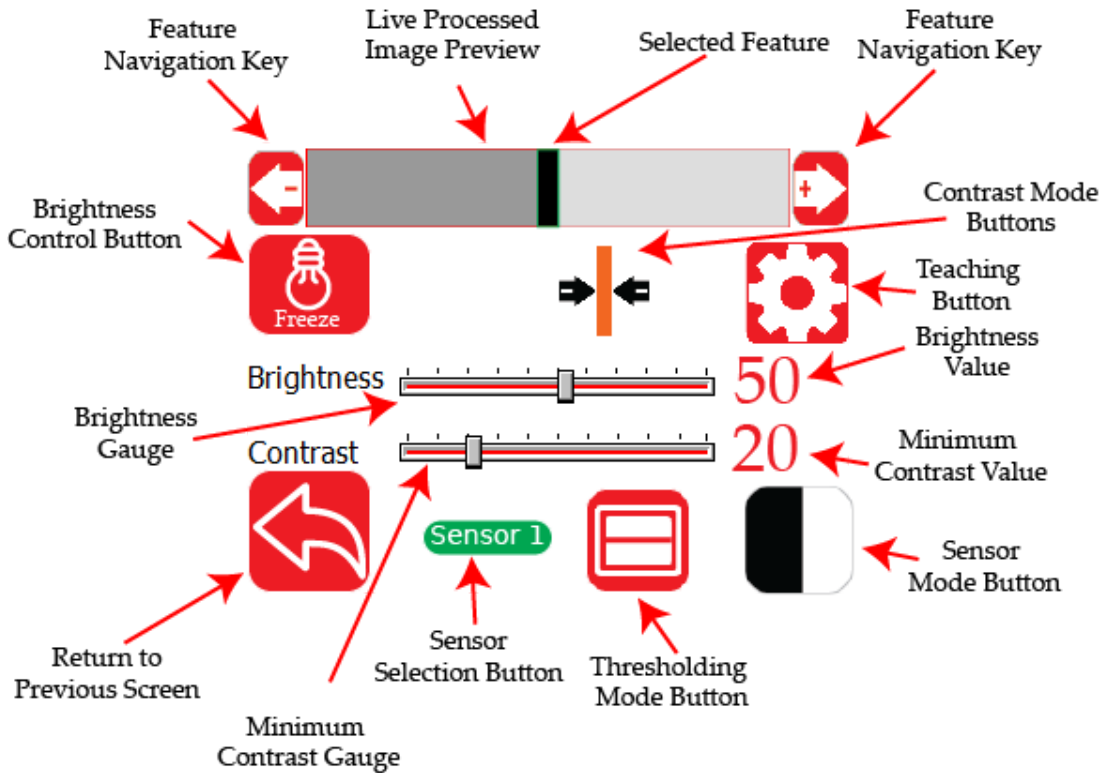 Feature
Navigation Key
Live Processed
Image Preview
Selected Feature
Feature
Navigation Key
-
+
Brightness
Control Button
Contrast Mode
Buttons
Freeze
Teaching
Button
Brightness
Value
Brightness
50
Brightness
Gauge
Contrast
20
Minimum
Contrast Value
Sensor 1
Sensor
Mode Button
Return to
Previous Screen
Sensor
Selection Button
Thresholding
Mode Button
Minimum
Contrast Gauge